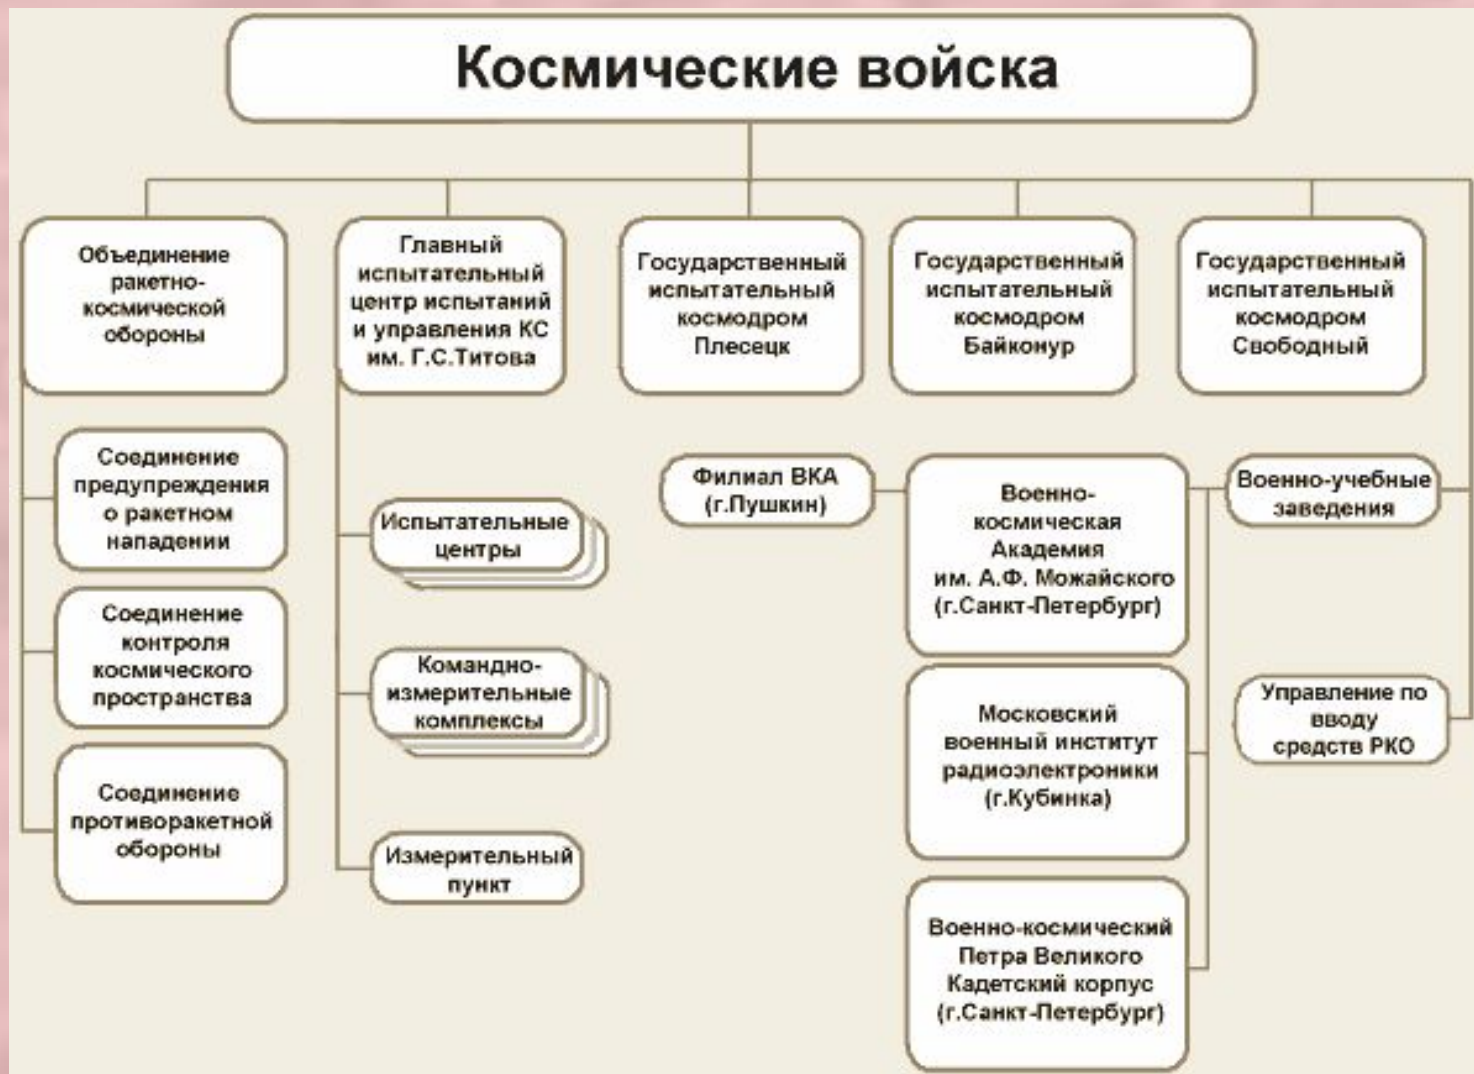 Космические войска
Объединение
ракетно-
космической
обороны
Главный
испытательный
центр испытаний
и управления КС
им. Г.С.Титова
Государственный
испытательный
космодром
Плесецк
Государственный
испытательный
космодром
Байконур
Государственный
испытательный
космодром
Свободный
Соединение
предупреждения
о ракетном
нападении
Соединение
контроля
космического
пространства
Соединение
противоракетной
обороны
Испытательные
центры
Командно-
измерительные
комплексы
Измерительный
пункт
Филиал ВКА
(г.Пушкин)
Военно-
космическая
Академия
им. А.Ф. Можайского
(г.Санкт-Петербург)
Московский
военный институт
радиоэлектроники
(г.Кубинка)
Военно-космический
Петра Великого
Кадетский корпус
(г.Санкт-Петербург)
Военно-учебные
заведения
Управление по
вводу
средств РКО